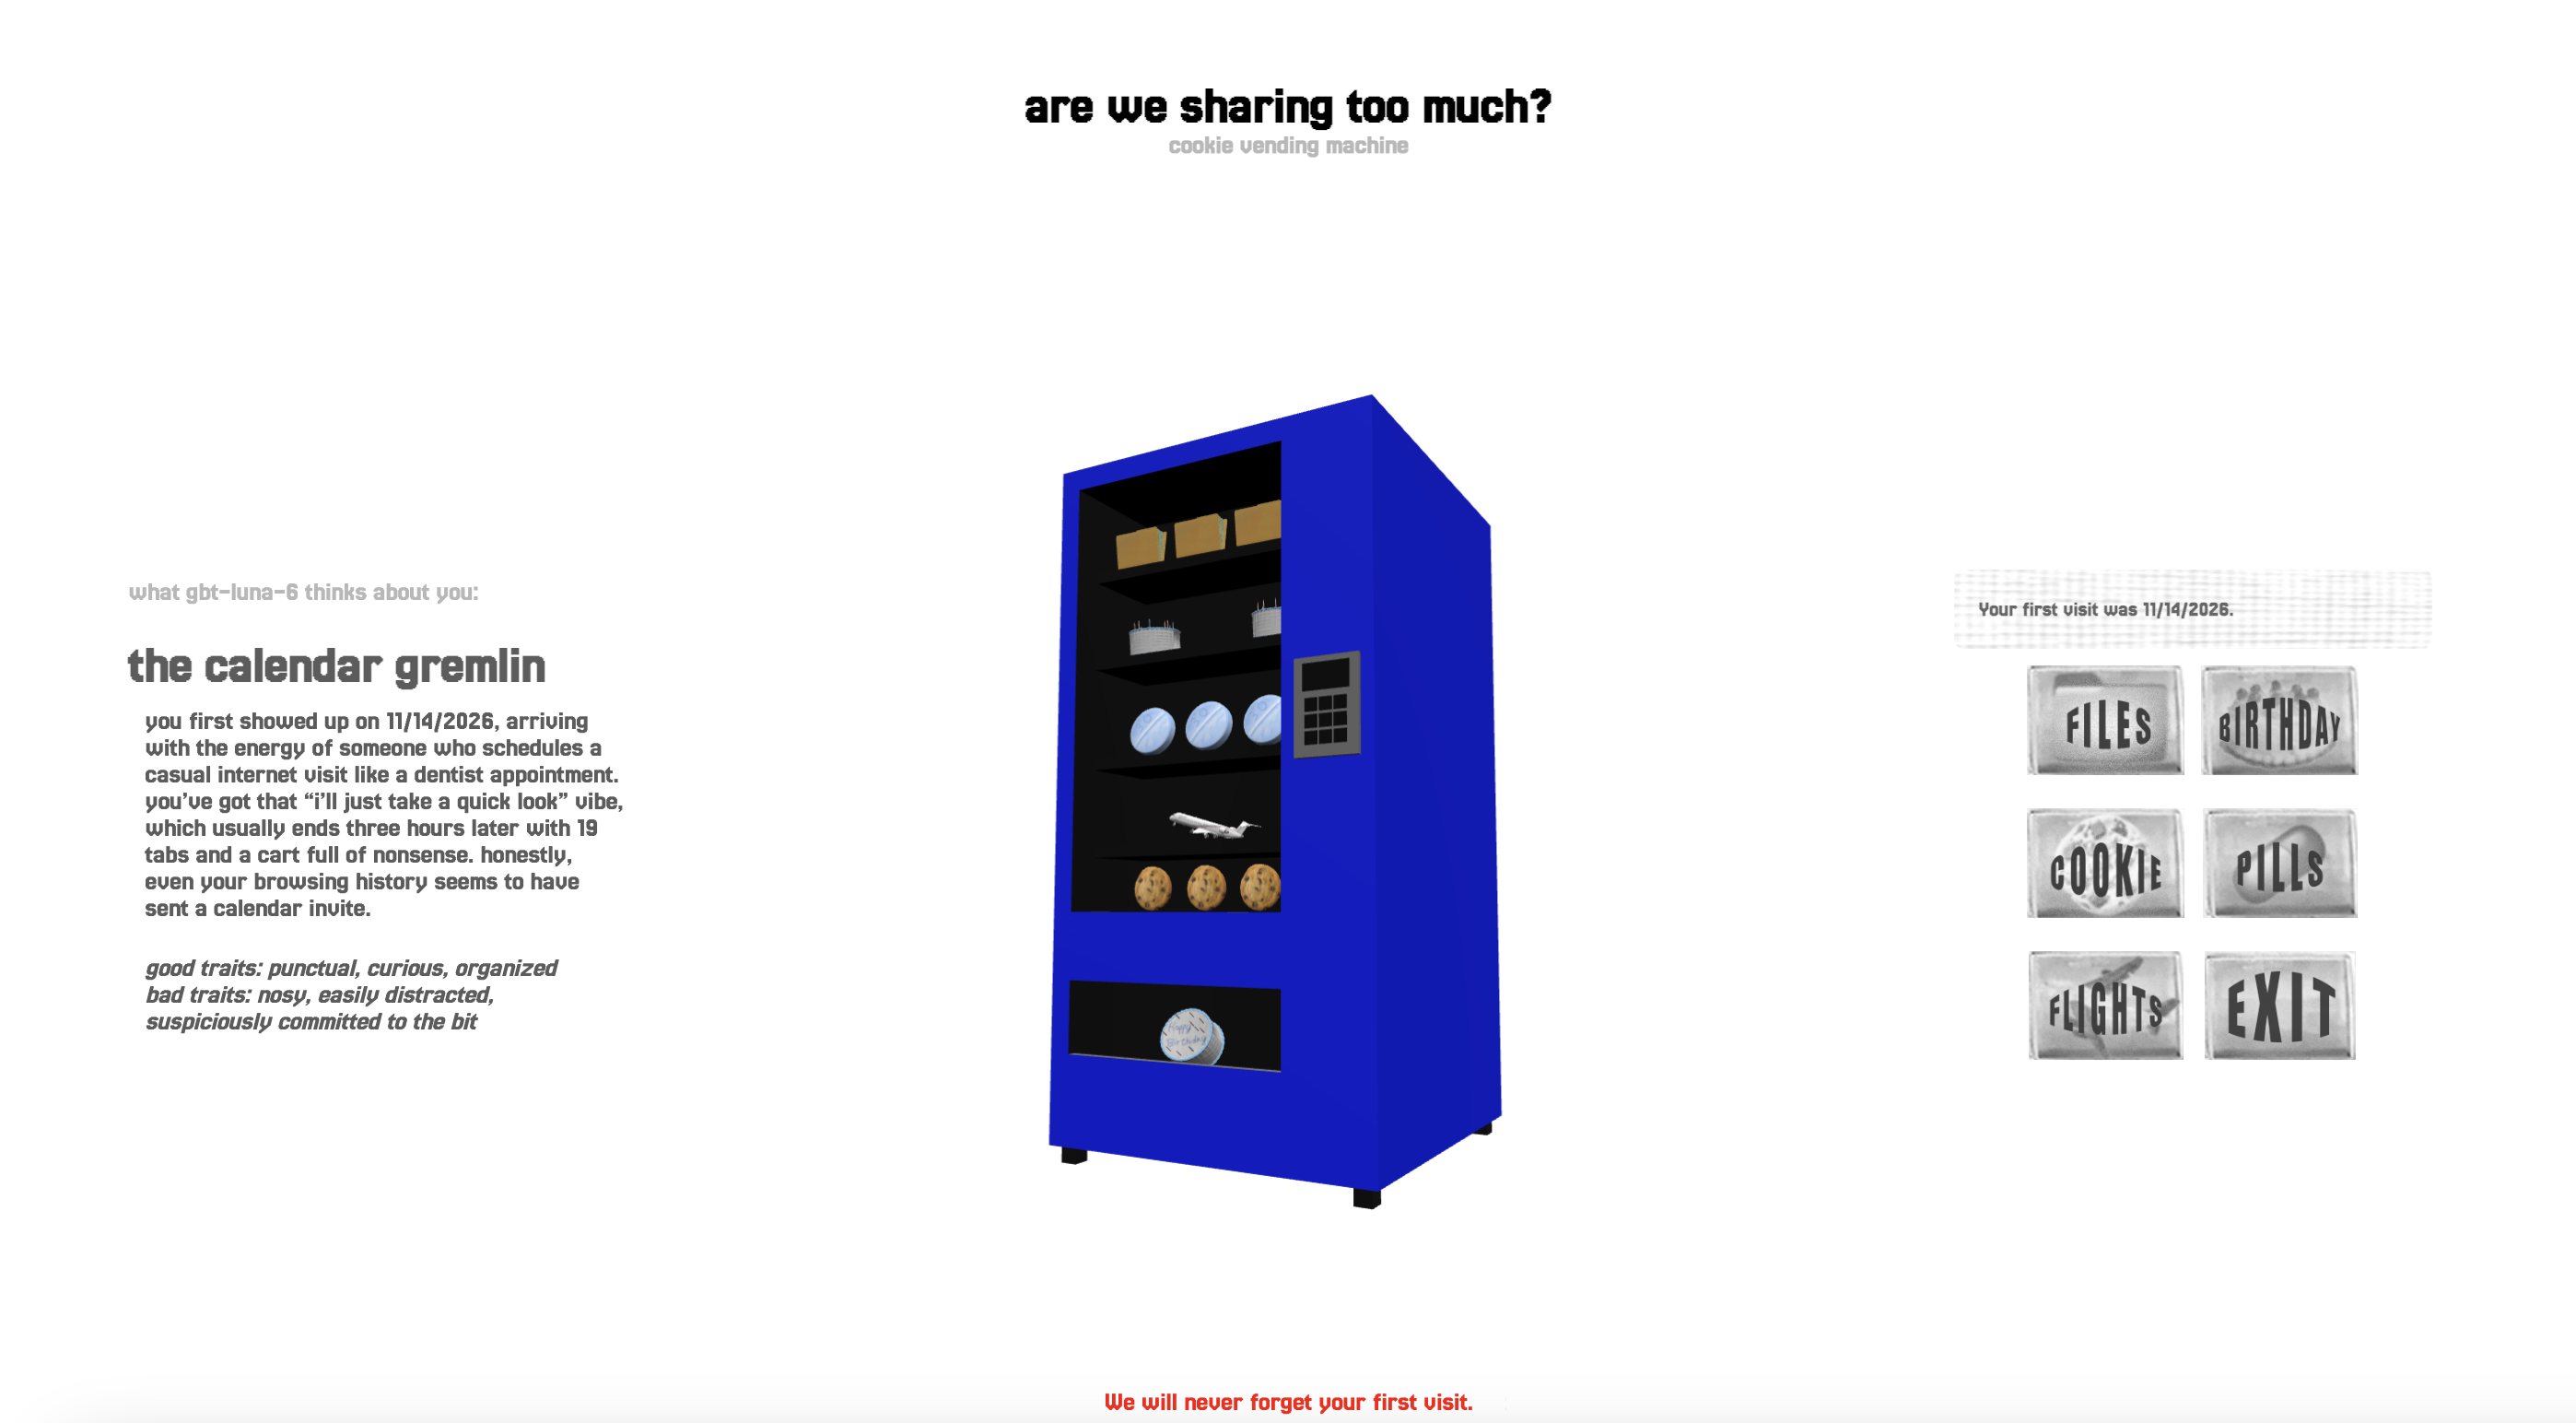 are we sharing too much?
cookie vending machine
what gbt-luna-6 thinks about you:
the calendar gremlin
you first showed up on 11/14/2026, arriving
with the energy of someone who schedules a
casual internet visit like a dentist appointment.
you've got that “i'll just take a quick look” vibe,
which usually ends three hours later with 19
tabs and a cart full of nonsense. honestly,
even your browsing history seems to have
sent a calendar invite.
good traits: punctual, curious, organized
bad traits: nosy, easily distracted,
suspiciously committed to the bit
Happy
Birthday
Your first visit was 11/14/2026.
FILES
BIRTHDAY
COOKIE
PILLS
FLIGHTS
EXIT
We will never forget your first visit.